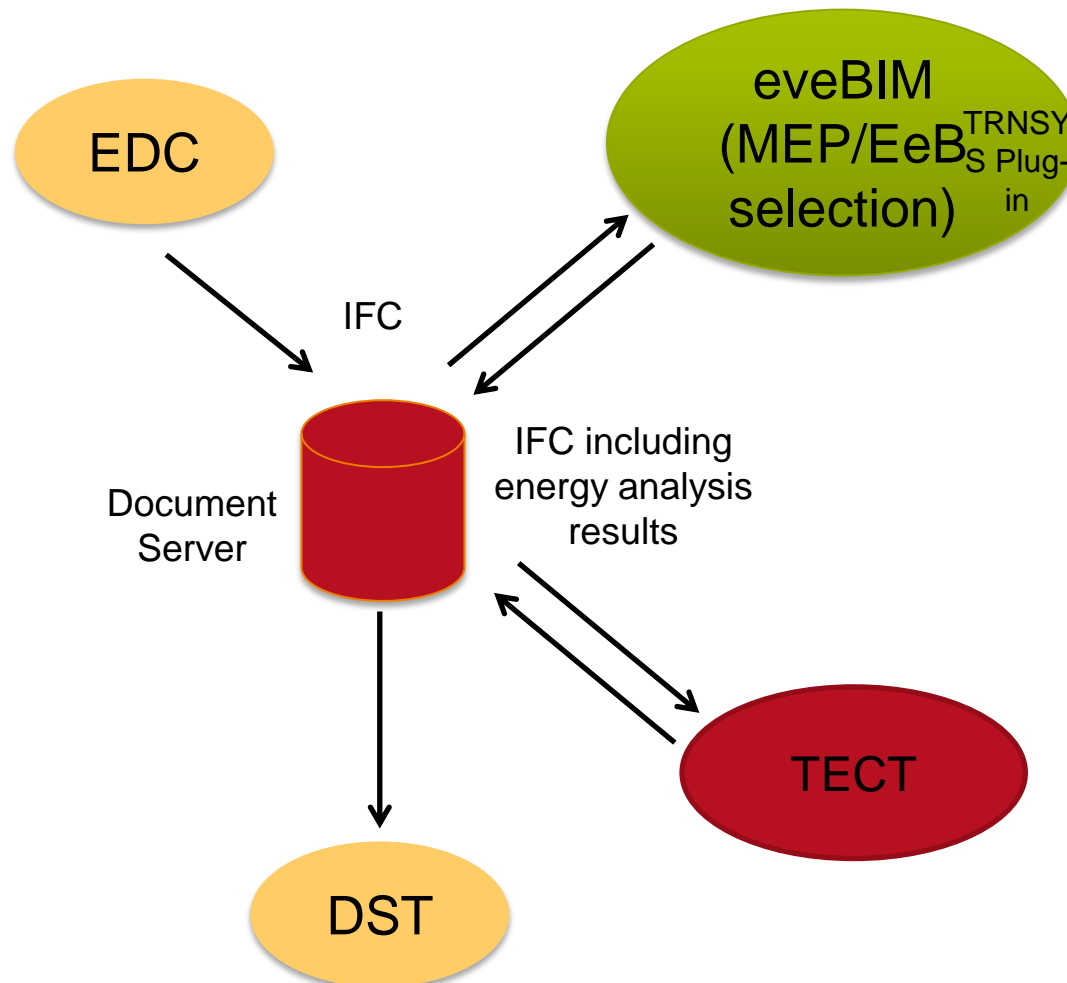 EDC
eveBIM
(MEP/EeB
selection)
TRNSY
S Plug-
in
IFC
Document
Server
IFC including
energy analysis
results
TECT
DST